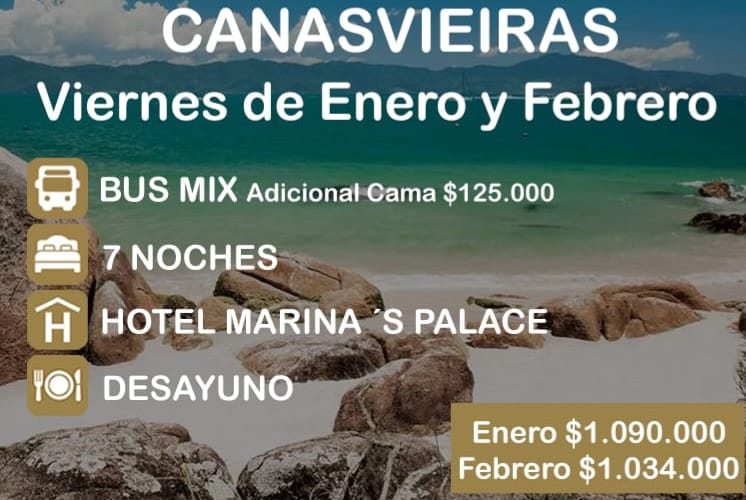 CANASVIEIRAS
Viernes de Enero y Febrero
BUS MIX Adicional Cama $125.000
7 NOCHES
HOTEL MARINA ´S PALACE
DESAYUNO
Enero $1.090.000
Febrero $1.034.000